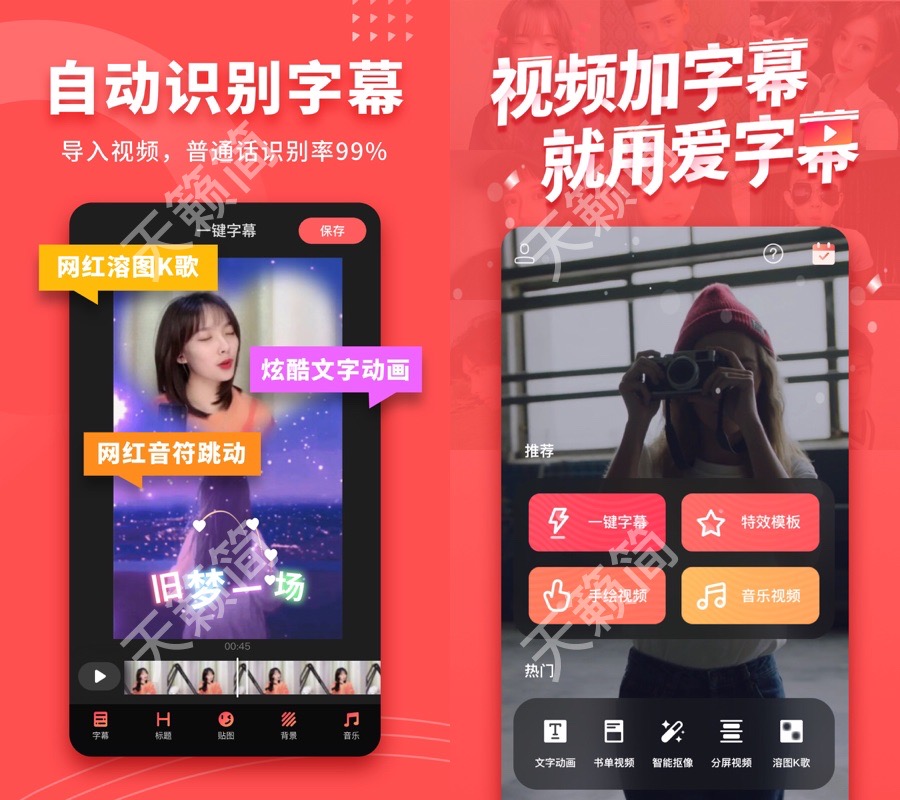 自动识别字幕
导入视频，普通话识别率99%
一键字幕
保存
网红溶图K歌
炫酷文字动画
网红音符跳动
旧梦一场
00:45
字幕
标题
贴图
背景
音乐
视频加字幕
就用爱字幕
推荐
一键字幕
特效模板
手绘视频
音乐视频
热门
文字动画
书单视频
智能抠像
分屏视频
溶图K歌
天籁简
天籁简
天籁简
天籁简